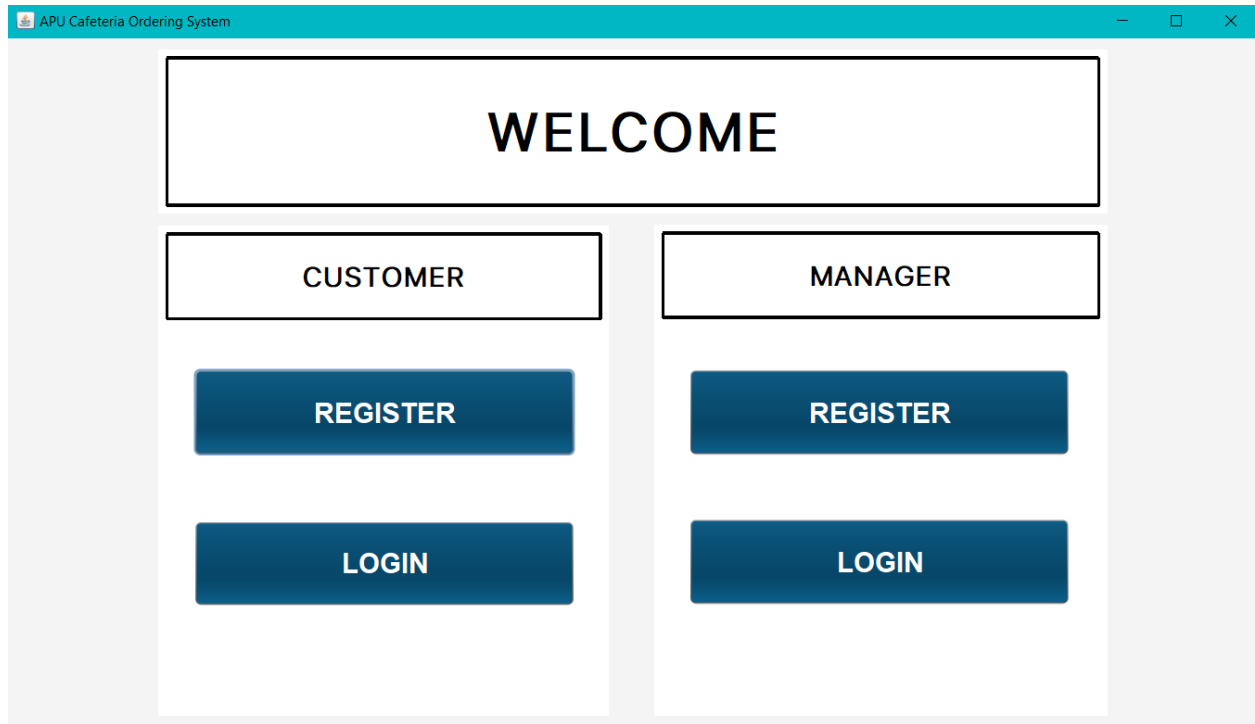 APU Cafeteria Ordering System
WELCOME
CUSTOMER
REGISTER
LOGIN
MANAGER
REGISTER
LOGIN